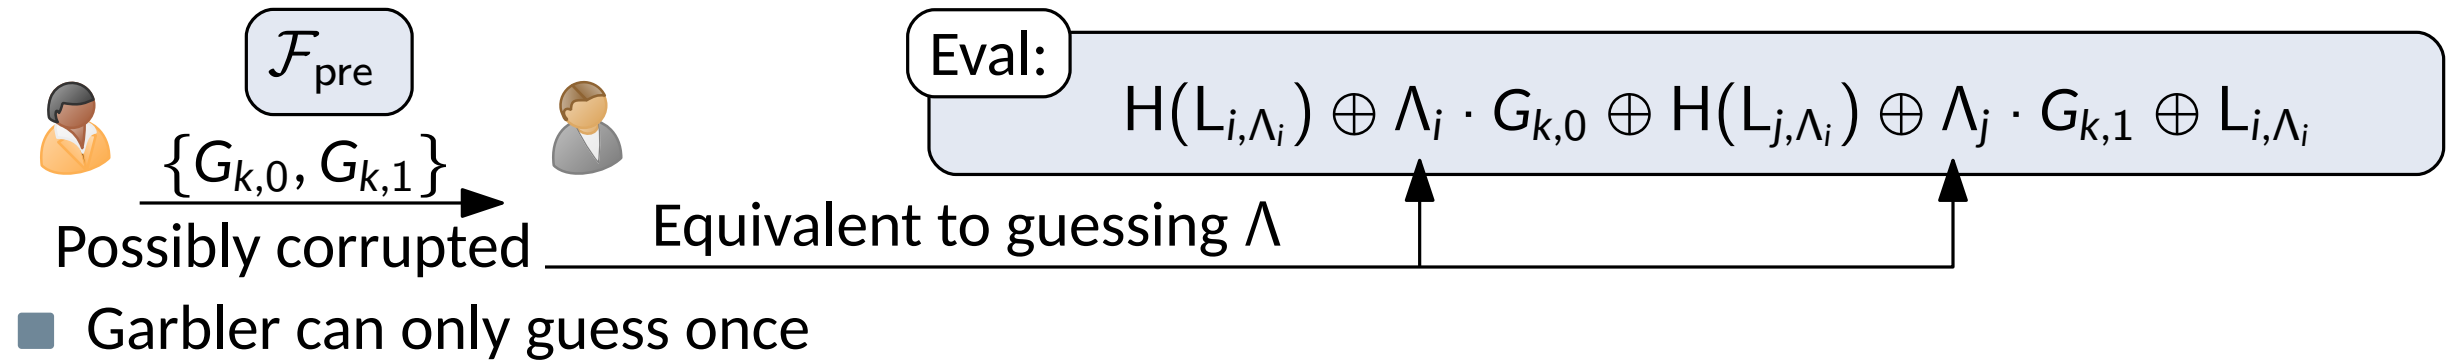 𝓕_pre
{G_{k,0}, G_{k,1}}
Possibly corrupted
Eval:
H(L_{i,Λ_i}) ⊕ Λ_i · G_{k,0} ⊕ H(L_{j,Λ_i}) ⊕ Λ_j · G_{k,1} ⊕ L_{i,Λ_i}
Equivalent to guessing Λ
Garbler can only guess once